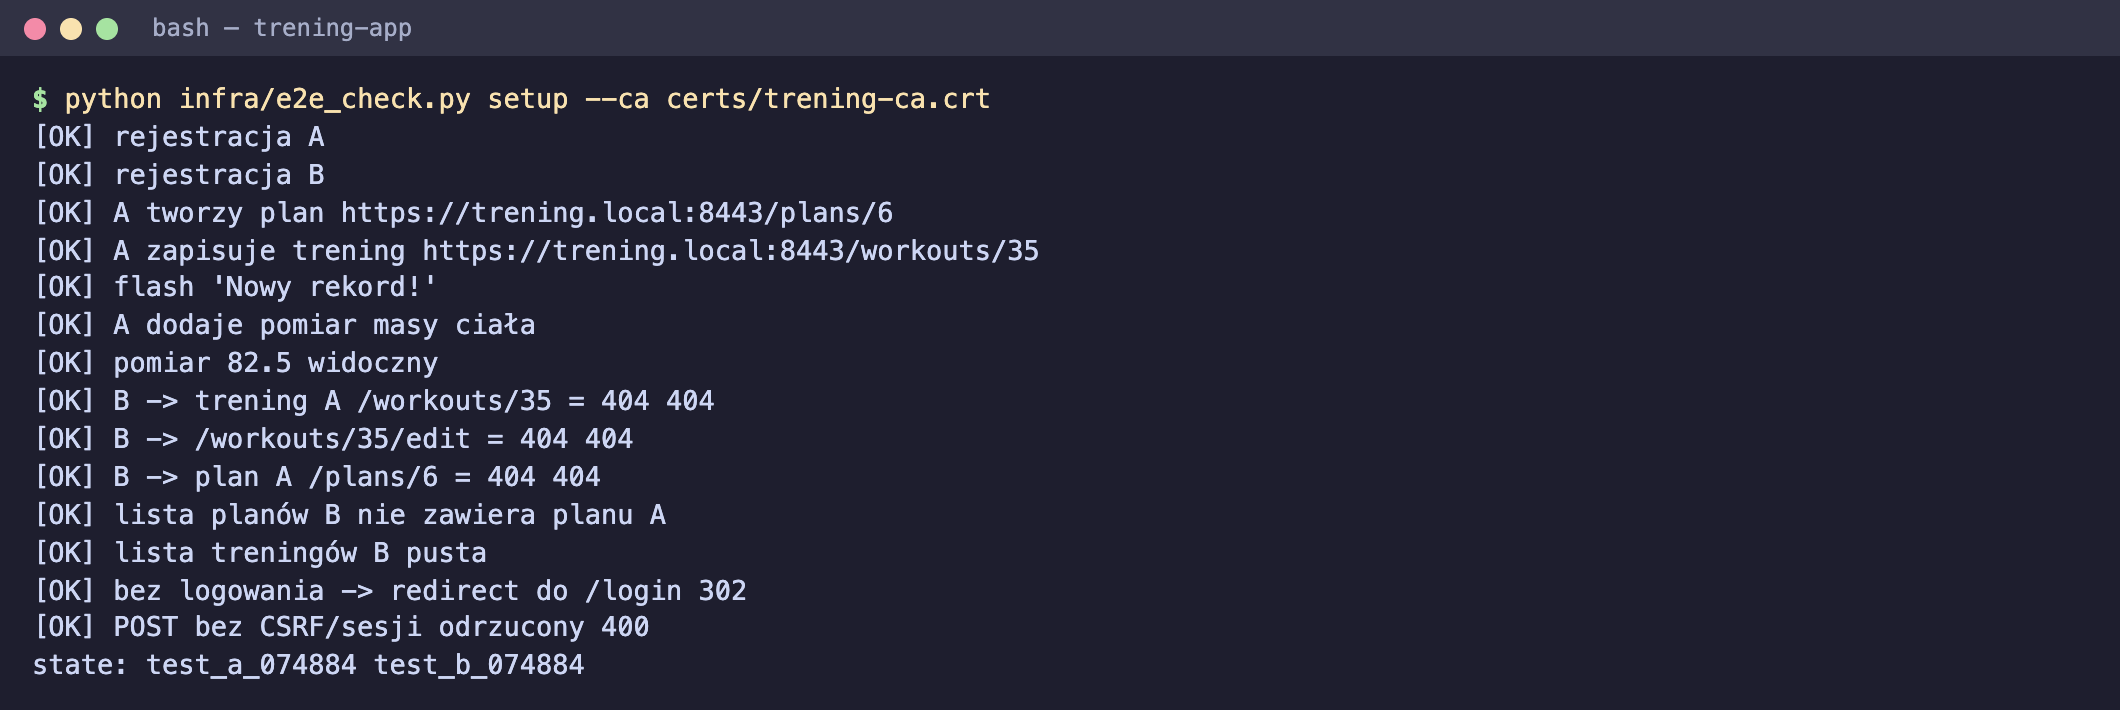 bash — trening-app
$ python infra/e2e_check.py setup --ca certs/trening-ca.crt
[OK] rejestracja A
[OK] rejestracja B
[OK] A tworzy plan https://trening.local:8443/plans/6
[OK] A zapisuje trening https://trening.local:8443/workouts/35
[OK] flash 'Nowy rekord!'
[OK] A dodaje pomiar masy ciała
[OK] pomiar 82.5 widoczny
[OK] B -> trening A /workouts/35 = 404 404
[OK] B -> /workouts/35/edit = 404 404
[OK] B -> plan A /plans/6 = 404 404
[OK] lista planów B nie zawiera planu A
[OK] lista treningów B pusta
[OK] bez logowania -> redirect do /login 302
[OK] POST bez CSRF/sesji odrzucony 400
state: test_a_074884 test_b_074884